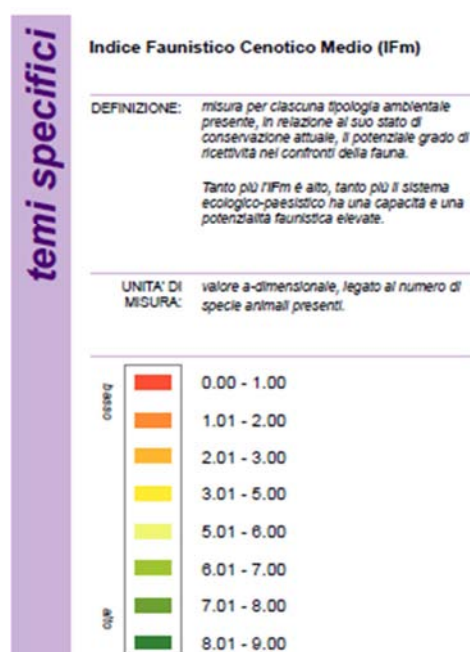 temi specifici
Indice Faunistico Cenotico Medio (IFm)
DEFINIZIONE:
misura per ciascuna tipologia ambientale
presente, in relazione al suo stato di
conservazione attuale, il potenziale grado di
ricettività nei confronti della fauna.
Tanto più l'IFm é alto, tanto più il sistema
ecologico-paesistico ha una capacità e una
potenzialità faunistica elevate.
UNITA' DI
MISURA:
valore a-dimensionale, legato al numero di
specie animali presenti.
basso
0.00 - 1.00
1.01 - 2.00
2.01 - 3.00
3.01 - 5.00
5.01 - 6.00
6.01 - 7.00
7.01 - 8.00
alto
8.01 - 9.00